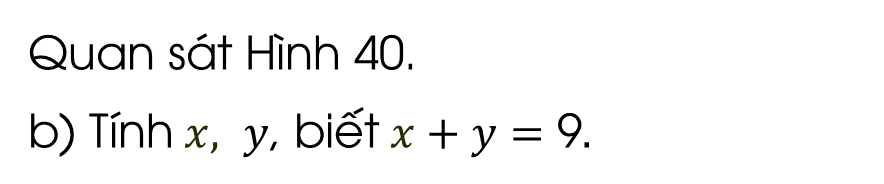 Quan sát Hình 40.
b) Tính x, y, biết x + y = 9.